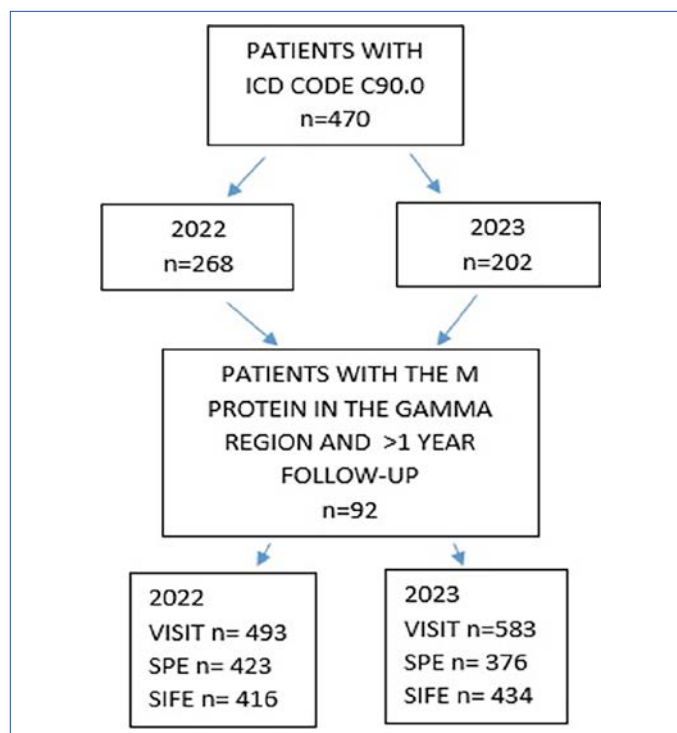 PATIENTS WITH
ICD CODE C90.0
n=470
2022
n=268
2023
n=202
PATIENTS WITH THE M
PROTEIN IN THE GAMMA
REGION AND >1 YEAR
FOLLOW-UP
n=92
2022
VISIT n= 493
SPE n= 423
SIFE n= 416
2023
VISIT n=583
SPE n= 376
SIFE n= 434